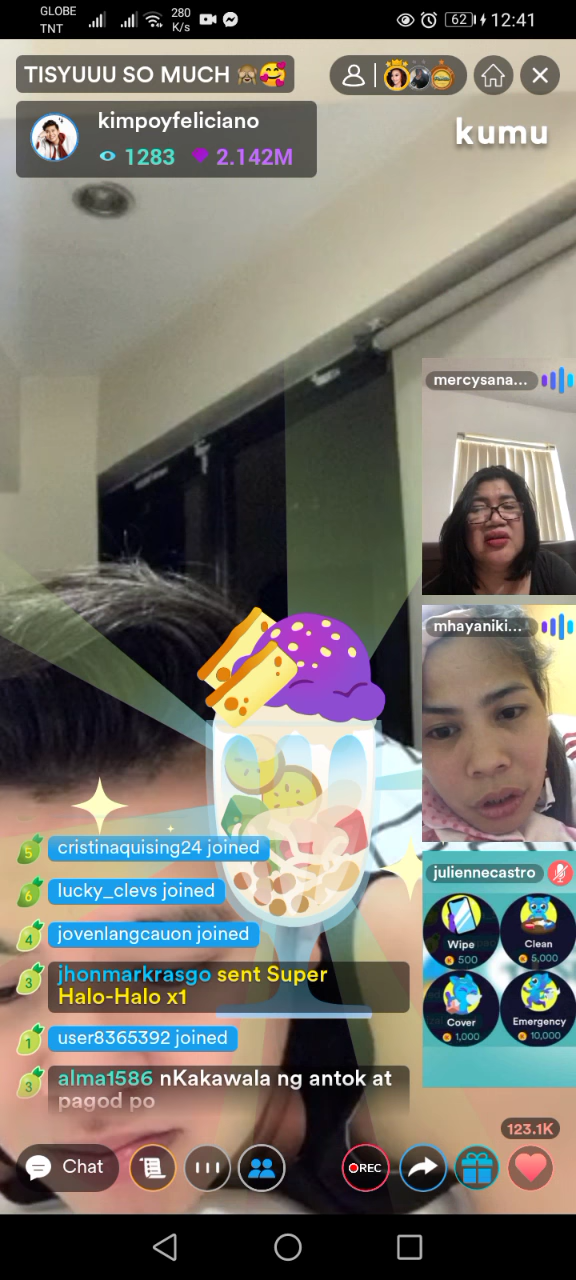 GLOBE
TNT
280
K/s
62
12:41
TISYUUU SO MUCH 🙈🥰
kimpoyfeliciano
1283 2.142M
kumu
mercysana...
mhayaniki...
juliennecastro
Wipe
500
Clean
5,000
Cover
1,000
Emergency
10,000
5 cristinaquising24 joined
6 lucky_clevs joined
4 jovenlangcauon joined
3 jhonmarkrasgo sent Super
Halo-Halo x1
1 user8365392 joined
3 alma1586 nKakawala ng antok at
pagod po
123.1K
Chat
REC